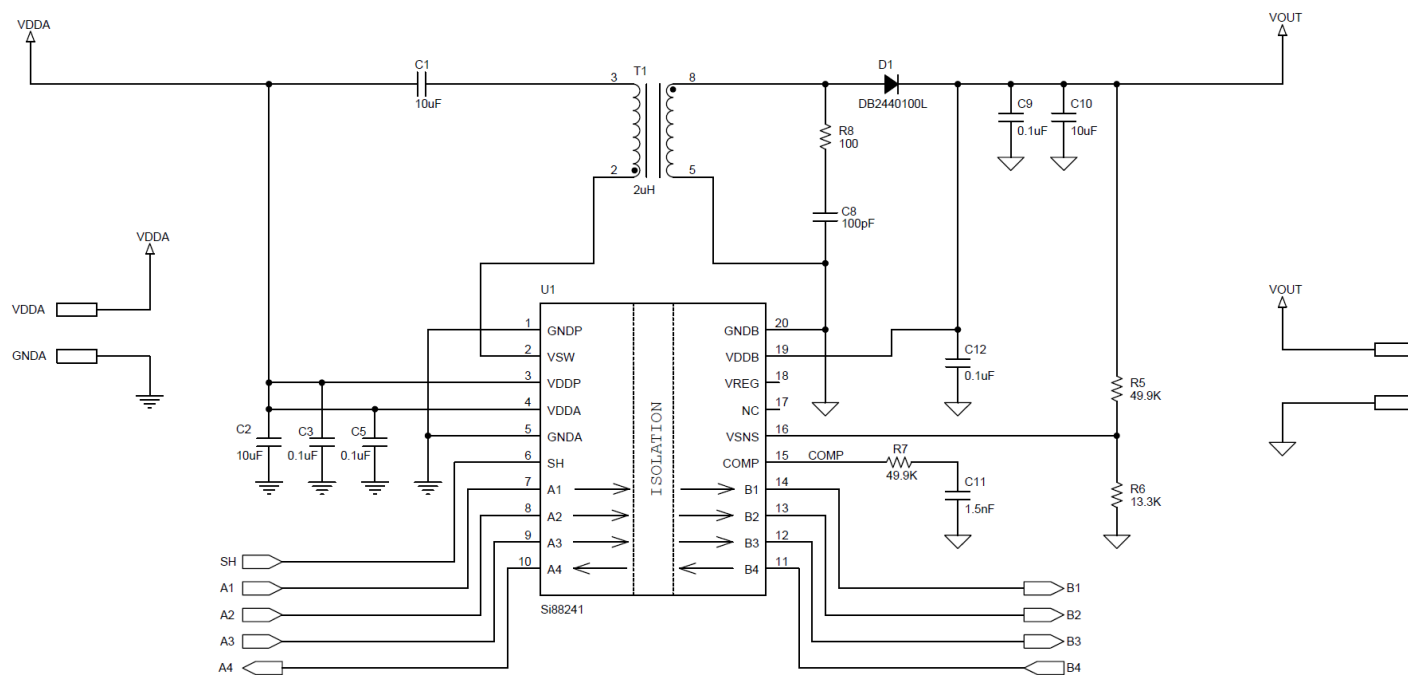 VDDA
VOUT
C1
10uF
3
T1
8
2
2uH
5
D1
DB2440100L
R8
100
C8
100pF
C9
0.1uF
C10
10uF
VDDA
VDDA
GNDA
VOUT
U1
1 GNDP GNDB 20
2 VSW VDDB 19
3 VDDP VREG 18
4 VDDA NC 17
5 GNDA VSNS 16
6 SH COMP 15 COMP
7 A1 B1 14
8 A2 B2 13
9 A3 B3 12
10 A4 B4 11
ISOLATION
Si88241
C2
10uF
C3
0.1uF
C5
0.1uF
C12
0.1uF
R5
49.9K
R7
49.9K
C11
1.5nF
R6
13.3K
SH
A1
A2
A3
A4
B1
B2
B3
B4